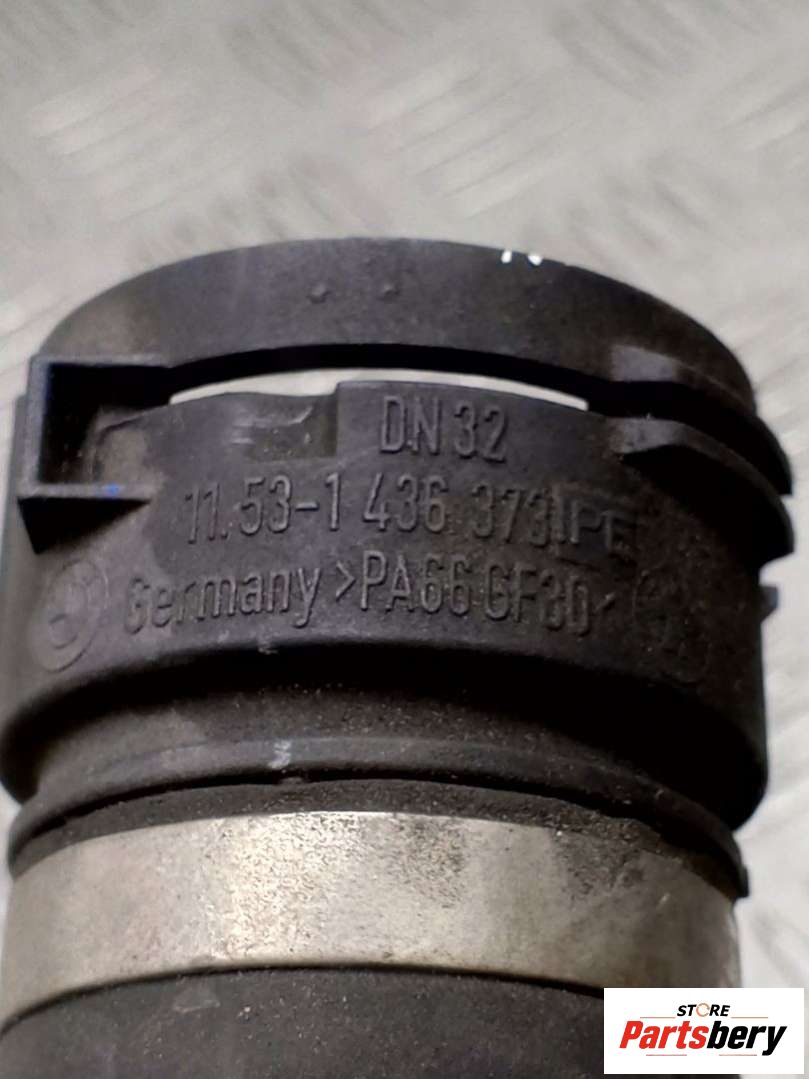 DN 32
11.53-1 436 373
Germany >PA66 GF30<
STORE
Partsbery